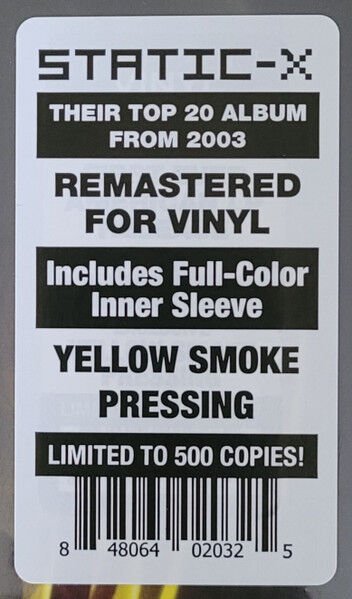 STATIC-X
THEIR TOP 20 ALBUM
FROM 2003
REMASTERED
FOR VINYL
Includes Full-Color
Inner Sleeve
YELLOW SMOKE
PRESSING
LIMITED TO 500 COPIES!
8 48064 02032 5